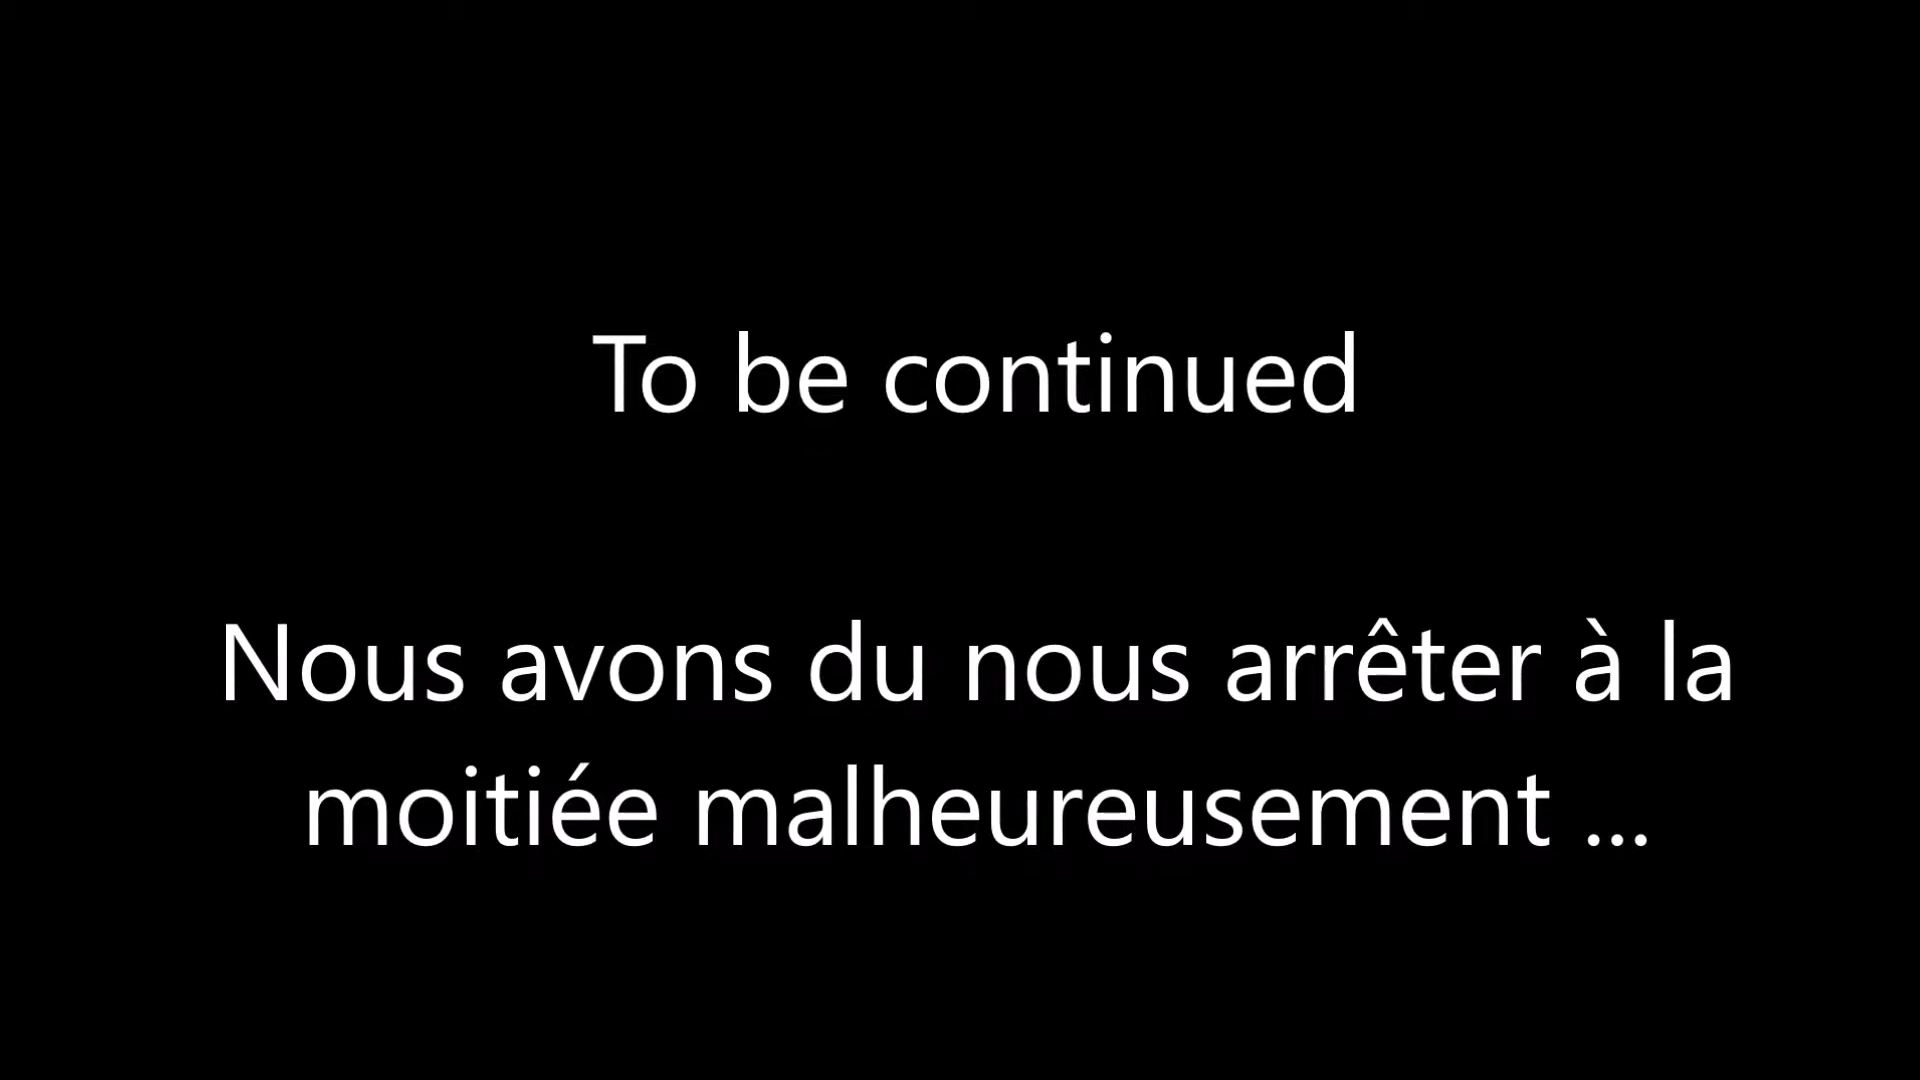 To be continued
Nous avons du nous arrêter à la
moitiée malheureusement ...